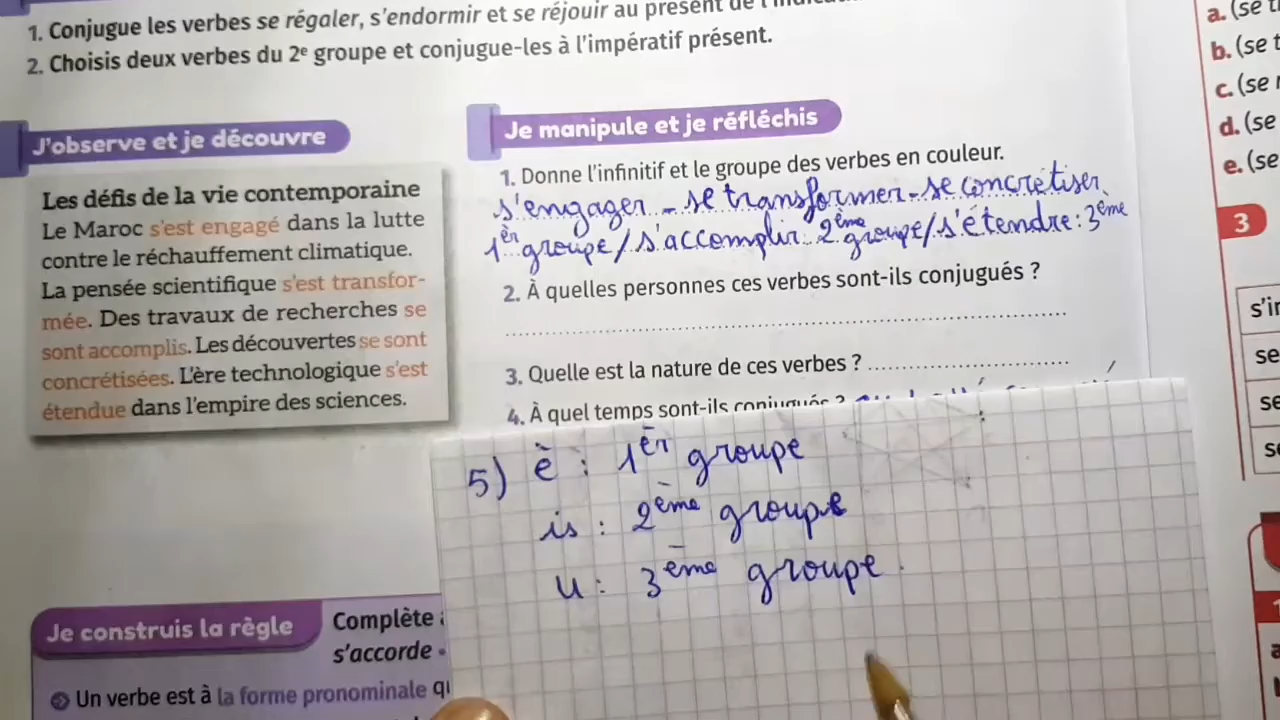 1. Conjugue les verbes se régaler, s'endormir et se réjouir au présent de
2. Choisis deux verbes du 2e groupe et conjugue-les à l'impératif présent.
J'observe et je découvre
Les défis de la vie contemporaine
Le Maroc s'est engagé dans la lutte
contre le réchauffement climatique.
La pensée scientifique s'est transfor-
mée. Des travaux de recherches se
sont accomplis. Les découvertes se sont
concrétisées. L'ère technologique s'est
étendue dans l'empire des sciences.
Je manipule et je réfléchis
1. Donne l'infinitif et le groupe des verbes en couleur.
s'engager - se transformer - se concrétiser
1èr groupe / s'accomplir : 2ème groupe / s'étendre : 3ème
2. À quelles personnes ces verbes sont-ils conjugués ?
3. Quelle est la nature de ces verbes ?
4. À quel temps sont-ils conjugués ?
5) è : 1èr groupe
is : 2ème groupe
u : 3ème groupe.
Je construis la règle
Complète
s'accorde -
Un verbe est à la forme pronominale
a. (se
b. (se
c. (se
d. (se
e. (se
3
se